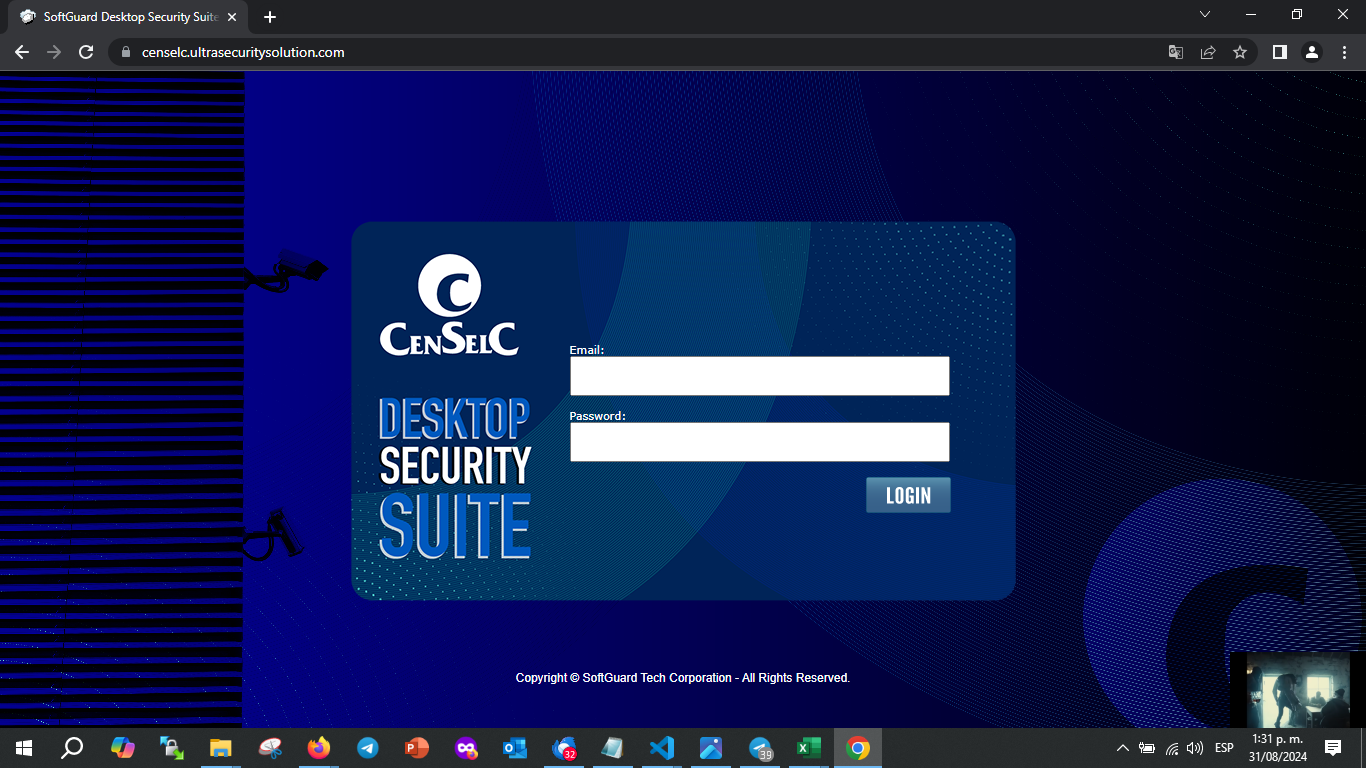 SoftGuard Desktop Security Suite
censelc.ultrasecuritysolution.com
C
CENSELC
DESKTOP
SECURITY
SUITE
Email:
Password:
LOGIN
Copyright © SoftGuard Tech Corporation - All Rights Reserved.
32
39
ESP
1:31 p. m.
31/08/2024